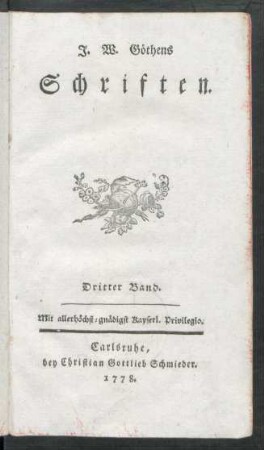 J. W. Göthens
Schriften.
Dritter Band.
Mit allerhöchst-gnädigst Kayserl. Privilegio.
Carlsruhe,
bey Christian Gottlieb Schmieder.
1778.